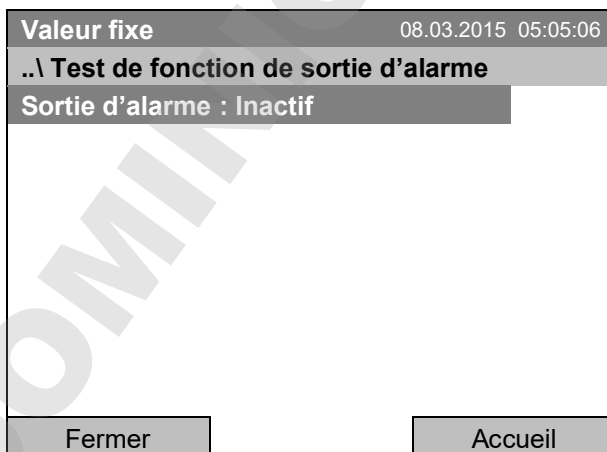 Valeur fixe 08.03.2015 05:05:06
..\ Test de fonction de sortie d’alarme
Sortie d’alarme : Inactif
Fermer Accueil